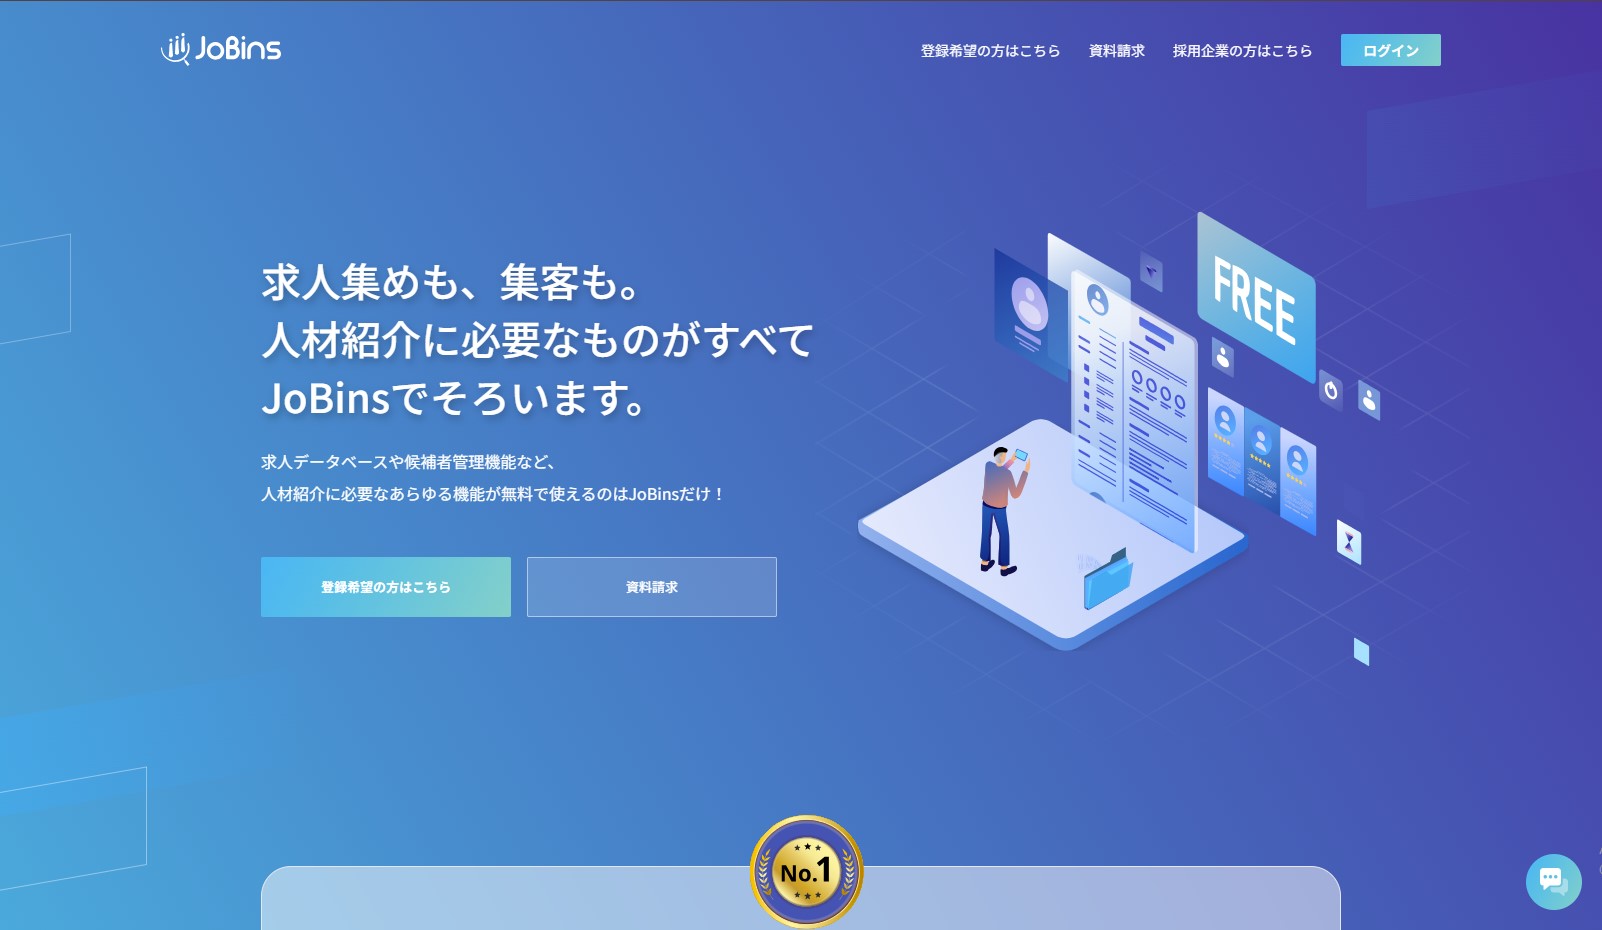 JoBins
登録希望の方はこちら
資料請求
採用企業の方はこちら
ログイン
求人集めも、集客も。
人材紹介に必要なものがすべて
JoBinsでそろいます。
求人データベースや候補者管理機能など、
人材紹介に必要なあらゆる機能が無料で使えるのはJoBinsだけ！
登録希望の方はこちら
資料請求
FREE
No.1